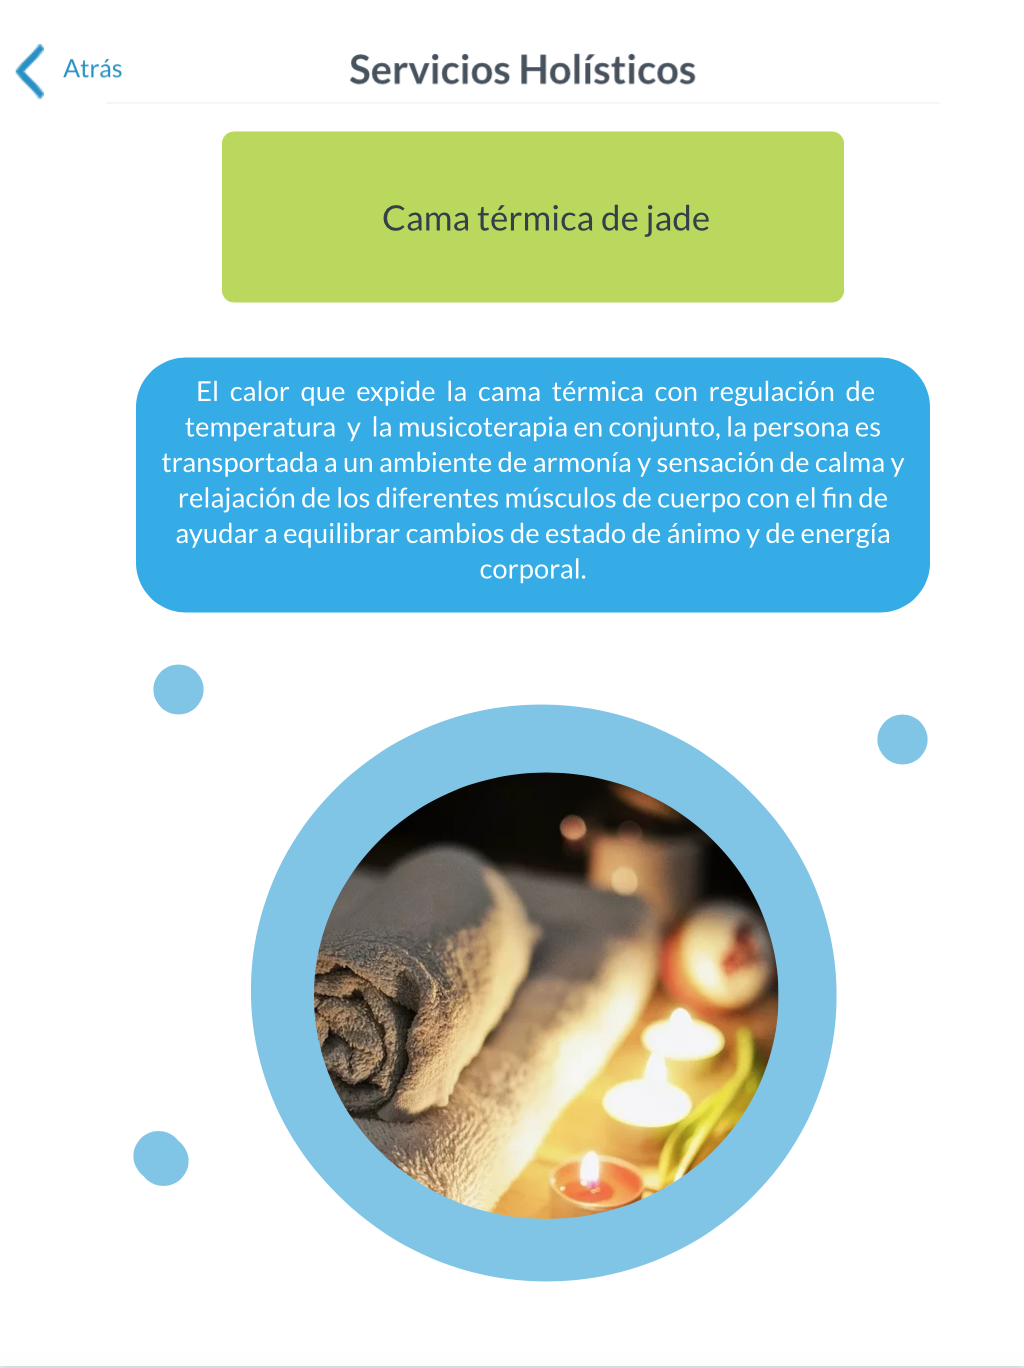 Atrás
Servicios Holísticos
Cama térmica de jade
El calor que expide la cama térmica con regulación de
temperatura y la musicoterapia en conjunto, la persona es
transportada a un ambiente de armonía y sensación de calma y
relajación de los diferentes músculos de cuerpo con el fin de
ayudar a equilibrar cambios de estado de ánimo y de energía
corporal.